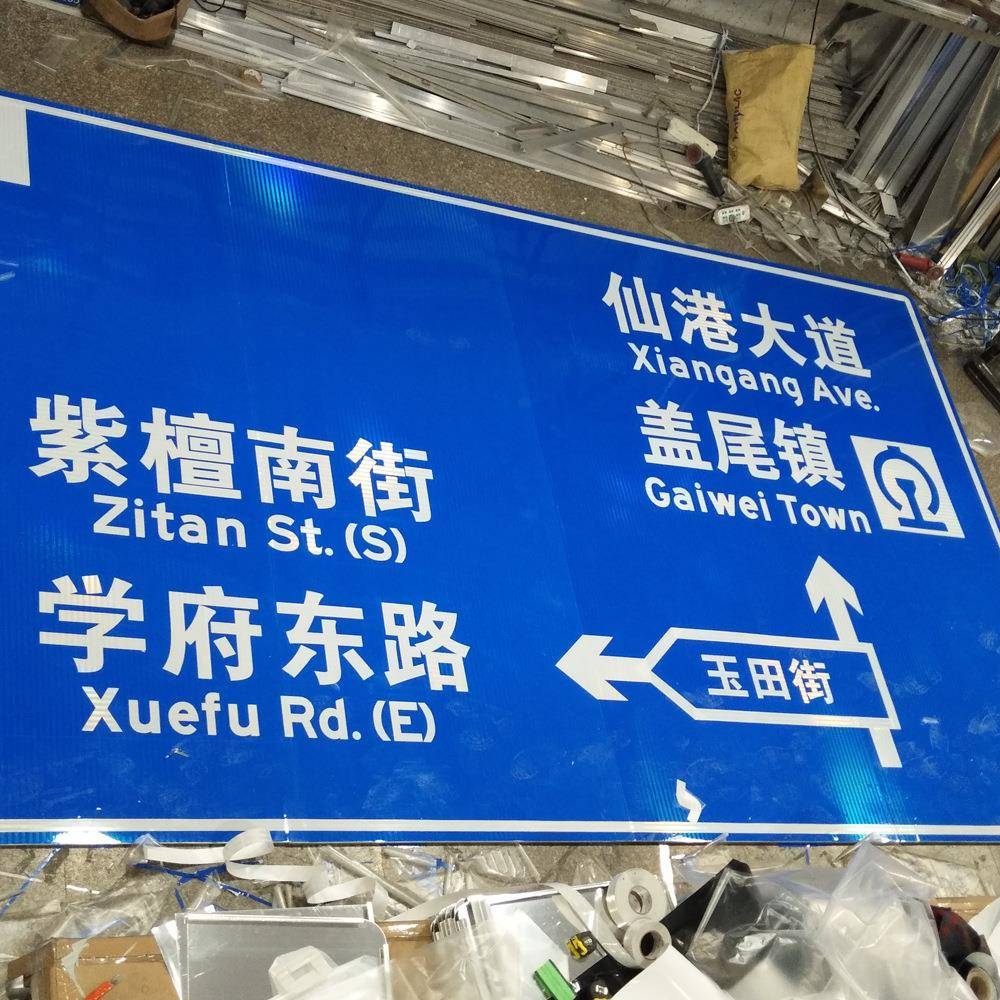 仙港大道
Xiangang Ave.
盖尾镇
Gaiwei Town
紫檀南街
Zitan St. (S)
学府东路
Xuefu Rd. (E)
玉田街